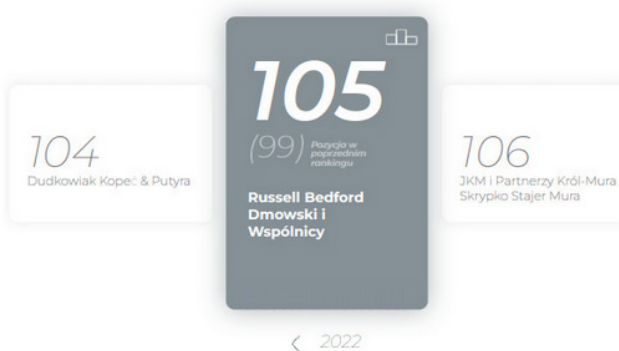 105
(99) Pozycja w
poprzednim
rankingu
Russell Bedford
Dmowski i
Wspólnicy
104
Dudkowiak Kopeć & Putyra
106
JKM i Partnerzy Król-Mura
Skrypko Stajer Mura
2022